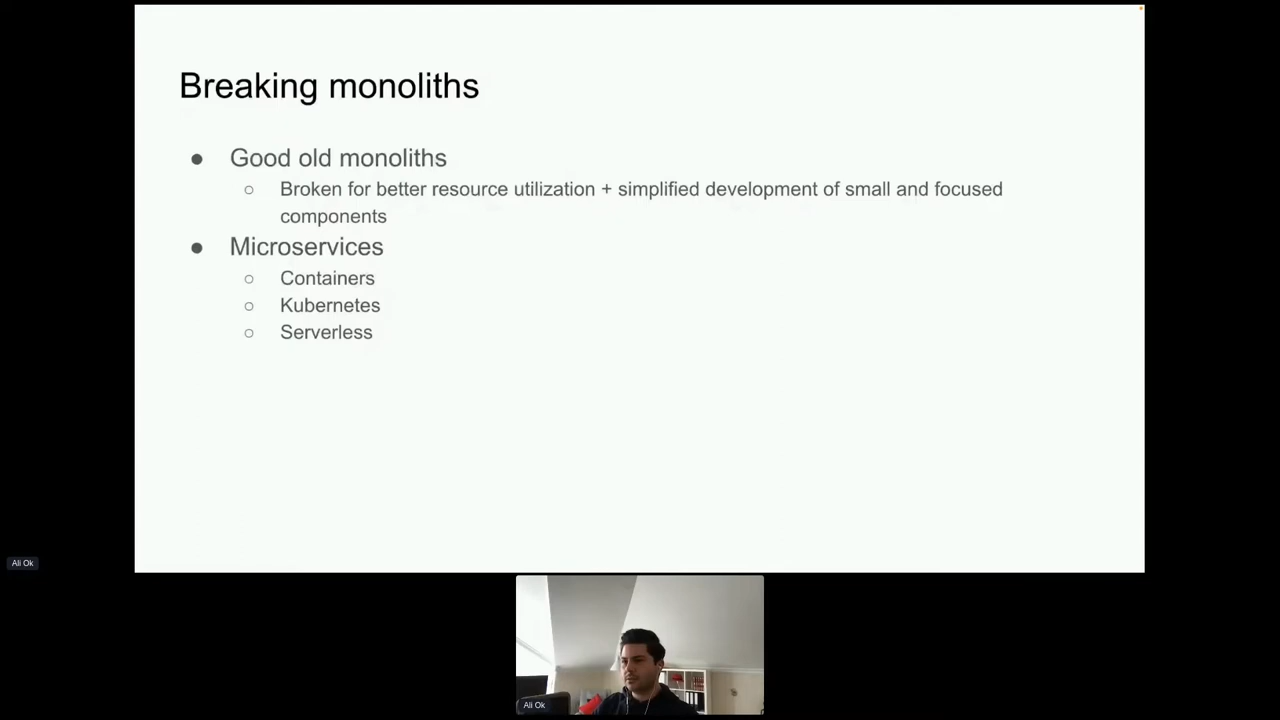 Breaking monoliths
● Good old monoliths
○ Broken for better resource utilization + simplified development of small and focused
components
● Microservices
○ Containers
○ Kubernetes
○ Serverless
Ali Ok
Ali Ok